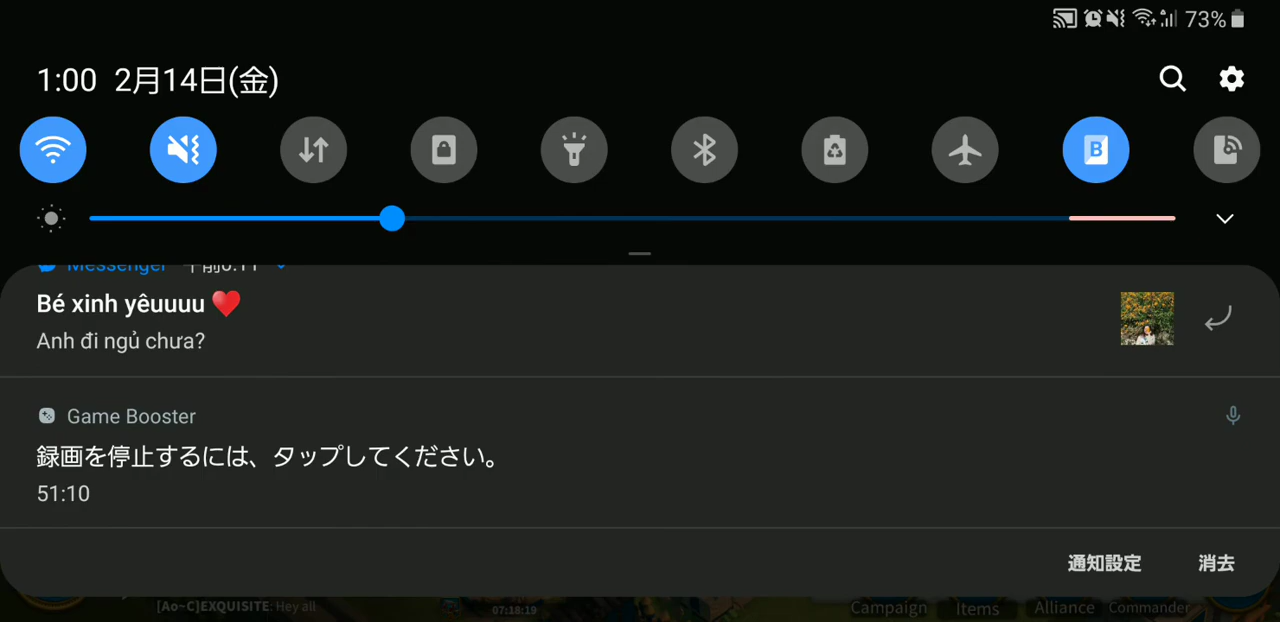 73%
1:00 2月14日(金)
B
Messenger
Bé xinh yêuuuu ❤️
Anh đi ngủ chưa?
Game Booster
録画を停止するには、タップしてください。
51:10
通知設定 消去
[Ao~C]EXQUISITE: Hey all
07:18:19
Campaign Items Alliance Commander